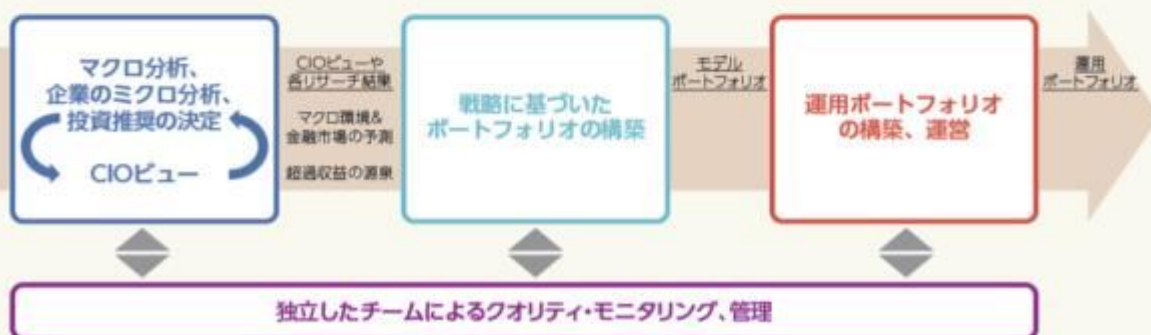 マクロ分析、
企業のミクロ分析、
投資推奨の決定
CIOビュー
CIOビューや
各リサーチ結果
マクロ環境&
金融市場の予測
超過収益の源泉
戦略に基づいた
ポートフォリオの構築
モデル
ポートフォリオ
運用ポートフォリオ
の構築、運営
運用
ポートフォリオ
独立したチームによるクオリティ・モニタリング、管理